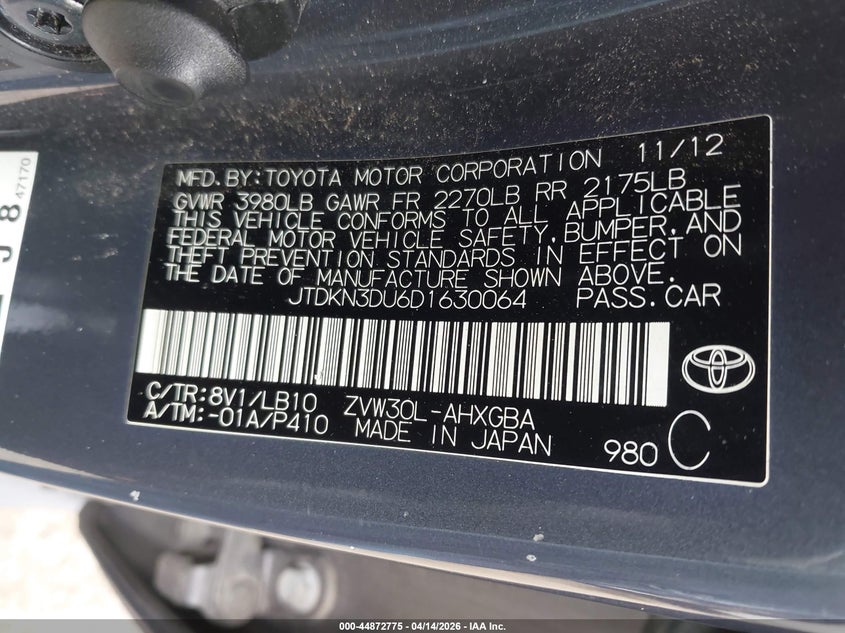 MFD. BY: TOYOTA MOTOR CORPORATION 11/12
GVWR 3980LB GAWR FR 2270LB RR 2175LB
THIS VEHICLE CONFORMS TO ALL APPLICABLE
FEDERAL MOTOR VEHICLE SAFETY, BUMPER, AND
THEFT PREVENTION STANDARDS IN EFFECT ON
THE DATE OF MANUFACTURE SHOWN ABOVE.
JTDKN3DU6D1630064 PASS. CAR
C/TR: 8V1/LB10 ZVW30L-AHXGBA
A/TM: -01A/P410 MADE IN JAPAN
980 C
J8
47170
000-44872775 - 04/14/2026 - IAA Inc.